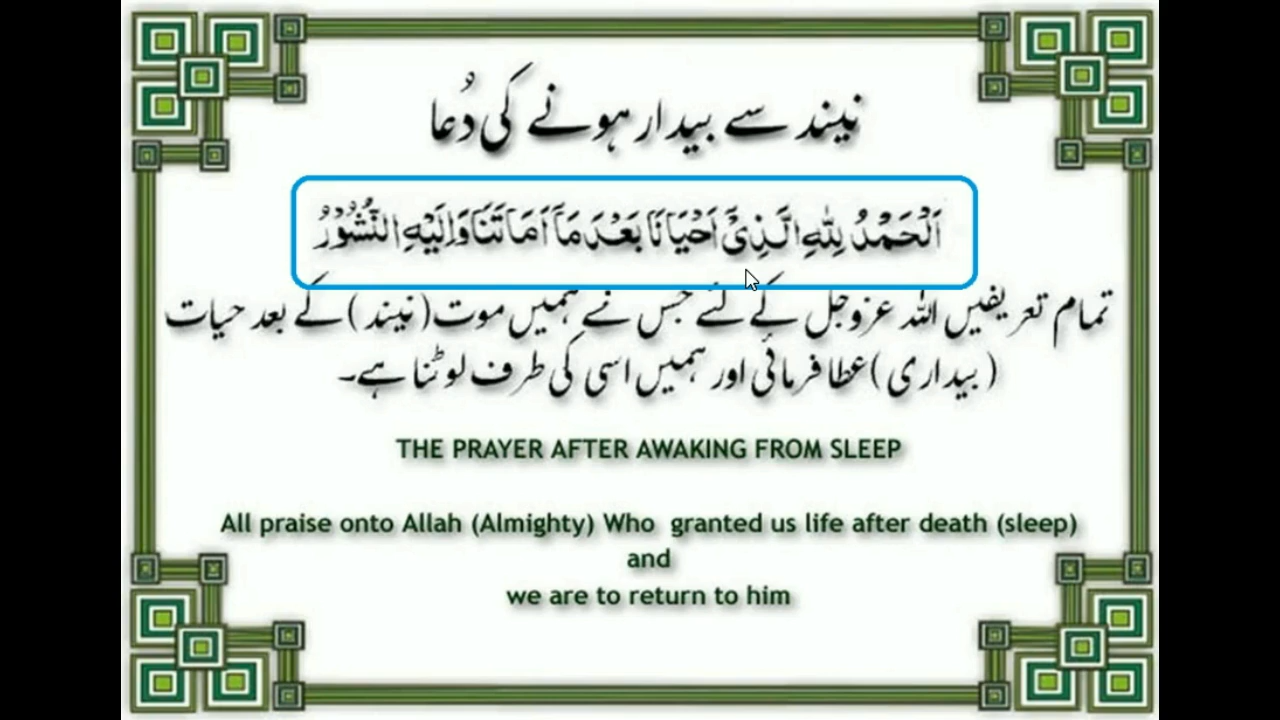 نیند سے بیدار ہونے کی دُعا
اَلْحَمْدُ لِلّٰهِ الَّذِیْۤ اَحْیَانَا بَعْدَ مَاۤ اَمَاتَنَا وَاِلَیْهِ النُّشُوْرُ
تمام تعریفیں اللہ عزوجل کے لئے جس نے ہمیں موت (نیند) کے بعد حیات
(بیداری) عطا فرمائی اور ہمیں اسی کی طرف لوٹنا ہے۔
THE PRAYER AFTER AWAKING FROM SLEEP
All praise onto Allah (Almighty) Who granted us life after death (sleep)
and
we are to return to him